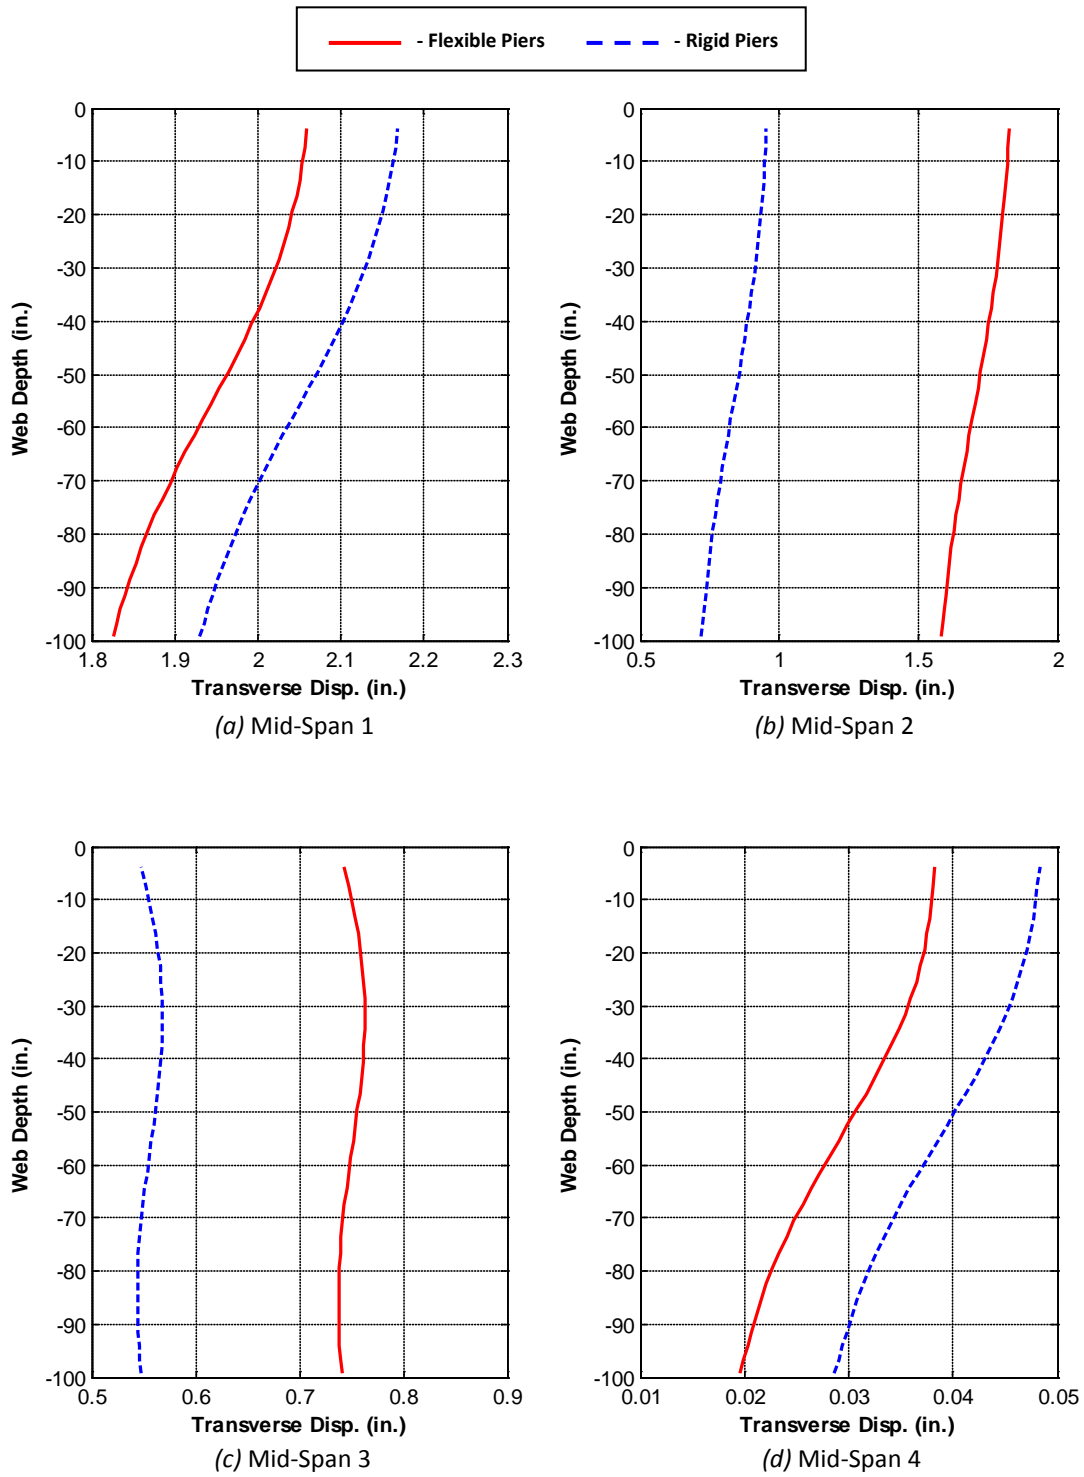 - Flexible Piers - Rigid Piers
0
-10
-20
-30
-40
-50
-60
-70
-80
-90
-100
Web Depth (in.)
1.8 1.9 2 2.1 2.2 2.3
Transverse Disp. (in.)
(a) Mid-Span 1
0
-10
-20
-30
-40
-50
-60
-70
-80
-90
-100
Web Depth (in.)
0.5 1 1.5 2
Transverse Disp. (in.)
(b) Mid-Span 2
0
-10
-20
-30
-40
-50
-60
-70
-80
-90
-100
Web Depth (in.)
0.5 0.6 0.7 0.8 0.9
Transverse Disp. (in.)
(c) Mid-Span 3
0
-10
-20
-30
-40
-50
-60
-70
-80
-90
-100
Web Depth (in.)
0.01 0.02 0.03 0.04 0.05
Transverse Disp. (in.)
(d) Mid-Span 4